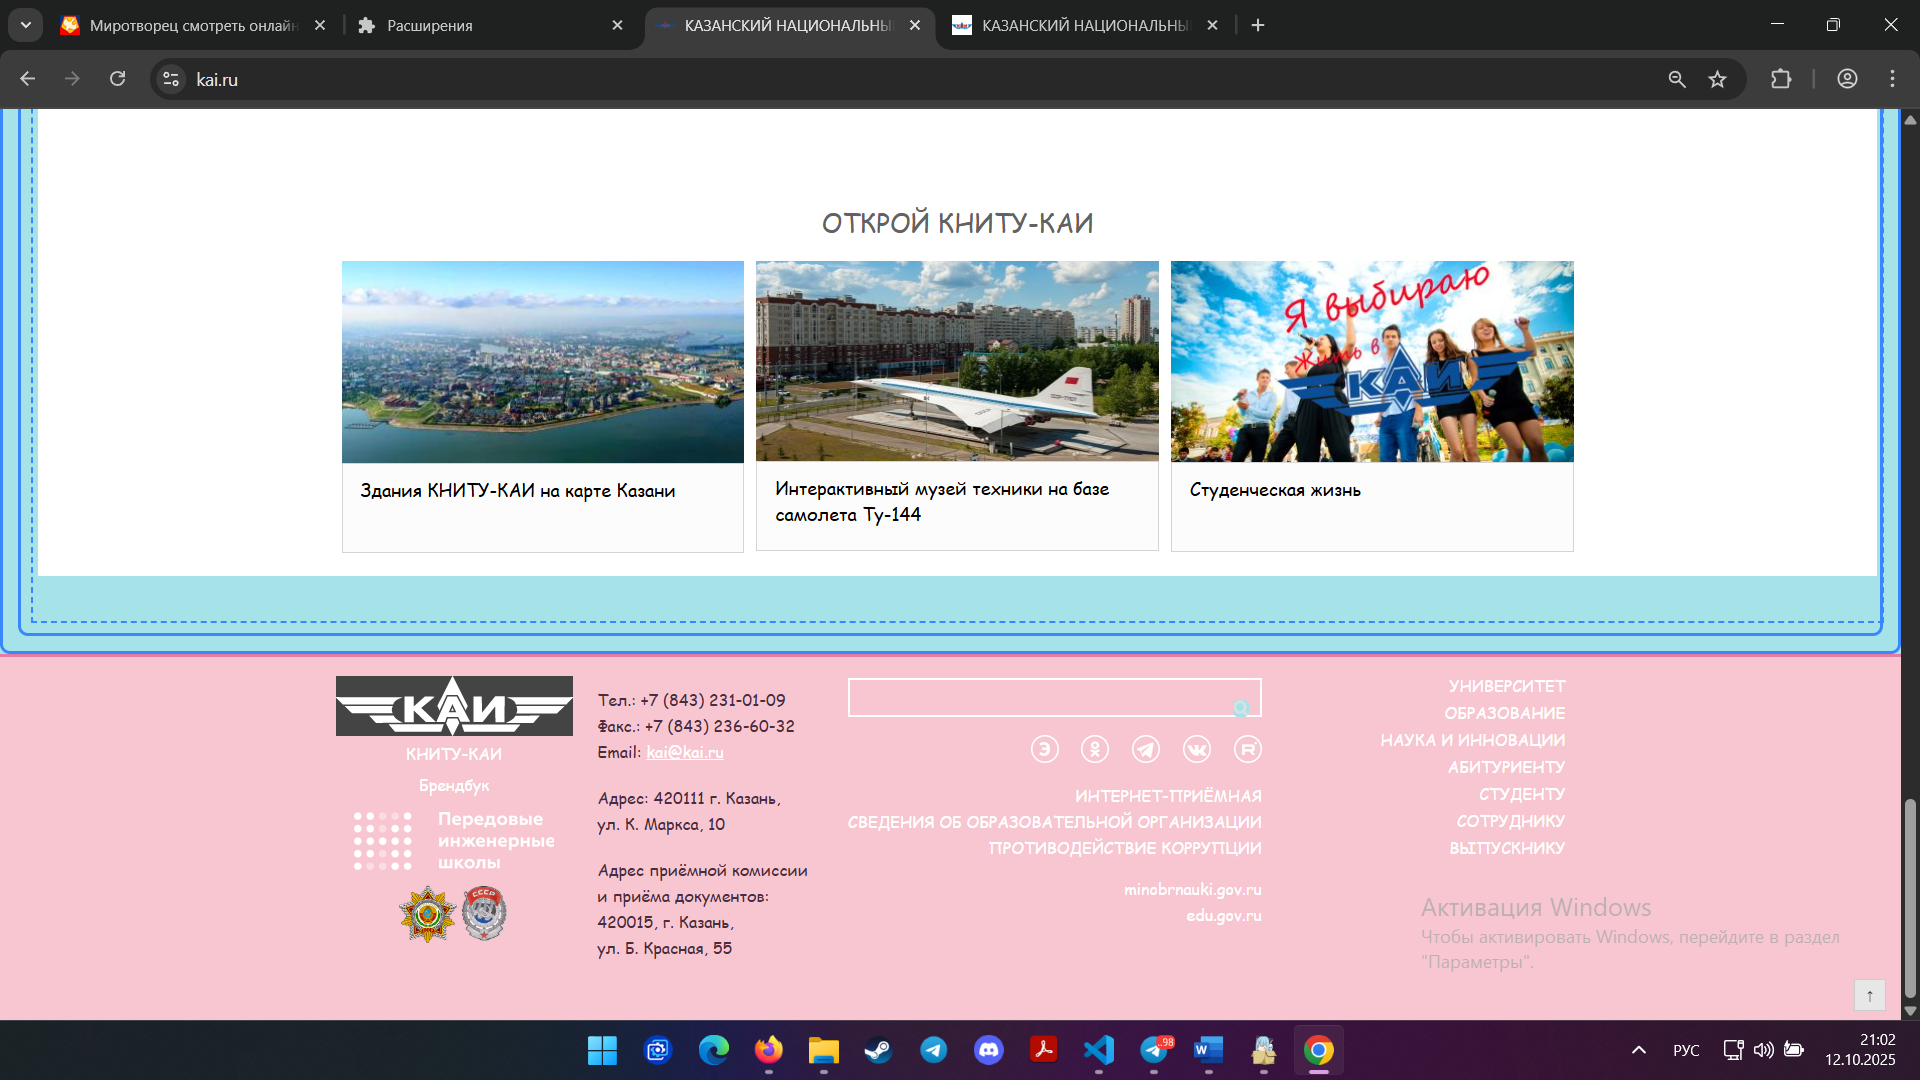 Миротворец смотреть онлайн
Расширения
КАЗАНСКИЙ НАЦИОНАЛЬНЫ
КАЗАНСКИЙ НАЦИОНАЛЬНЫ
kai.ru
ОТКРОЙ КНИТУ-КАИ
Я выбираю
Жить в
КАИ
Здания КНИТУ-КАИ на карте Казани
Интерактивный музей техники на базе
самолета Ту-144
Студенческая жизнь
КАИ
КНИТУ-КАИ
Брендбук
Передовые
инженерные
школы
СССР
Тел.: +7 (843) 231-01-09
Факс.: +7 (843) 236-60-32
Email: kai@kai.ru
Адрес: 420111 г. Казань,
ул. К. Маркса, 10
Адрес приёмной комиссии
и приёма документов:
420015, г. Казань,
ул. Б. Красная, 55
ИНТЕРНЕТ-ПРИЁМНАЯ
СВЕДЕНИЯ ОБ ОБРАЗОВАТЕЛЬНОЙ ОРГАНИЗАЦИИ
ПРОТИВОДЕЙСТВИЕ КОРРУПЦИИ
minobrnauki.gov.ru
edu.gov.ru
УНИВЕРСИТЕТ
ОБРАЗОВАНИЕ
НАУКА И ИННОВАЦИИ
АБИТУРИЕНТУ
СТУДЕНТУ
СОТРУДНИКУ
ВЫПУСКНИКУ
Активация Windows
Чтобы активировать Windows, перейдите в раздел
"Параметры".
98
РУС
21:02
12.10.2025